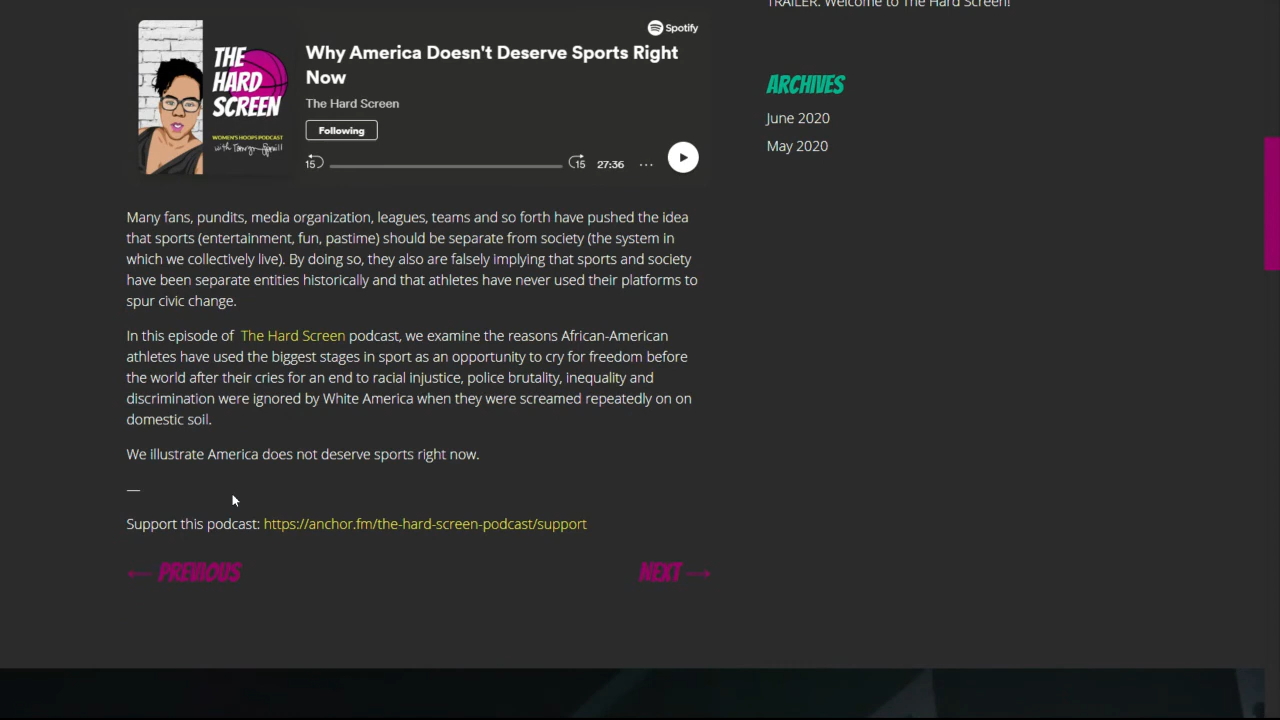 TRAILER: Welcome to The Hard Screen!
Spotify
THE
HARD
SCREEN
WOMEN'S HOOPS PODCAST
Why America Doesn't Deserve Sports Right
Now
The Hard Screen
Following
15
15
27:36
ARCHIVES
June 2020
May 2020
Many fans, pundits, media organization, leagues, teams and so forth have pushed the idea
that sports (entertainment, fun, pastime) should be separate from society (the system in
which we collectively live). By doing so, they also are falsely implying that sports and society
have been separate entities historically and that athletes have never used their platforms to
spur civic change.
In this episode of The Hard Screen podcast, we examine the reasons African-American
athletes have used the biggest stages in sport as an opportunity to cry for freedom before
the world after their cries for an end to racial injustice, police brutality, inequality and
discrimination were ignored by White America when they were screamed repeatedly on on
domestic soil.
We illustrate America does not deserve sports right now.
—
Support this podcast: https://anchor.fm/the-hard-screen-podcast/support
← PREVIOUS
NEXT →